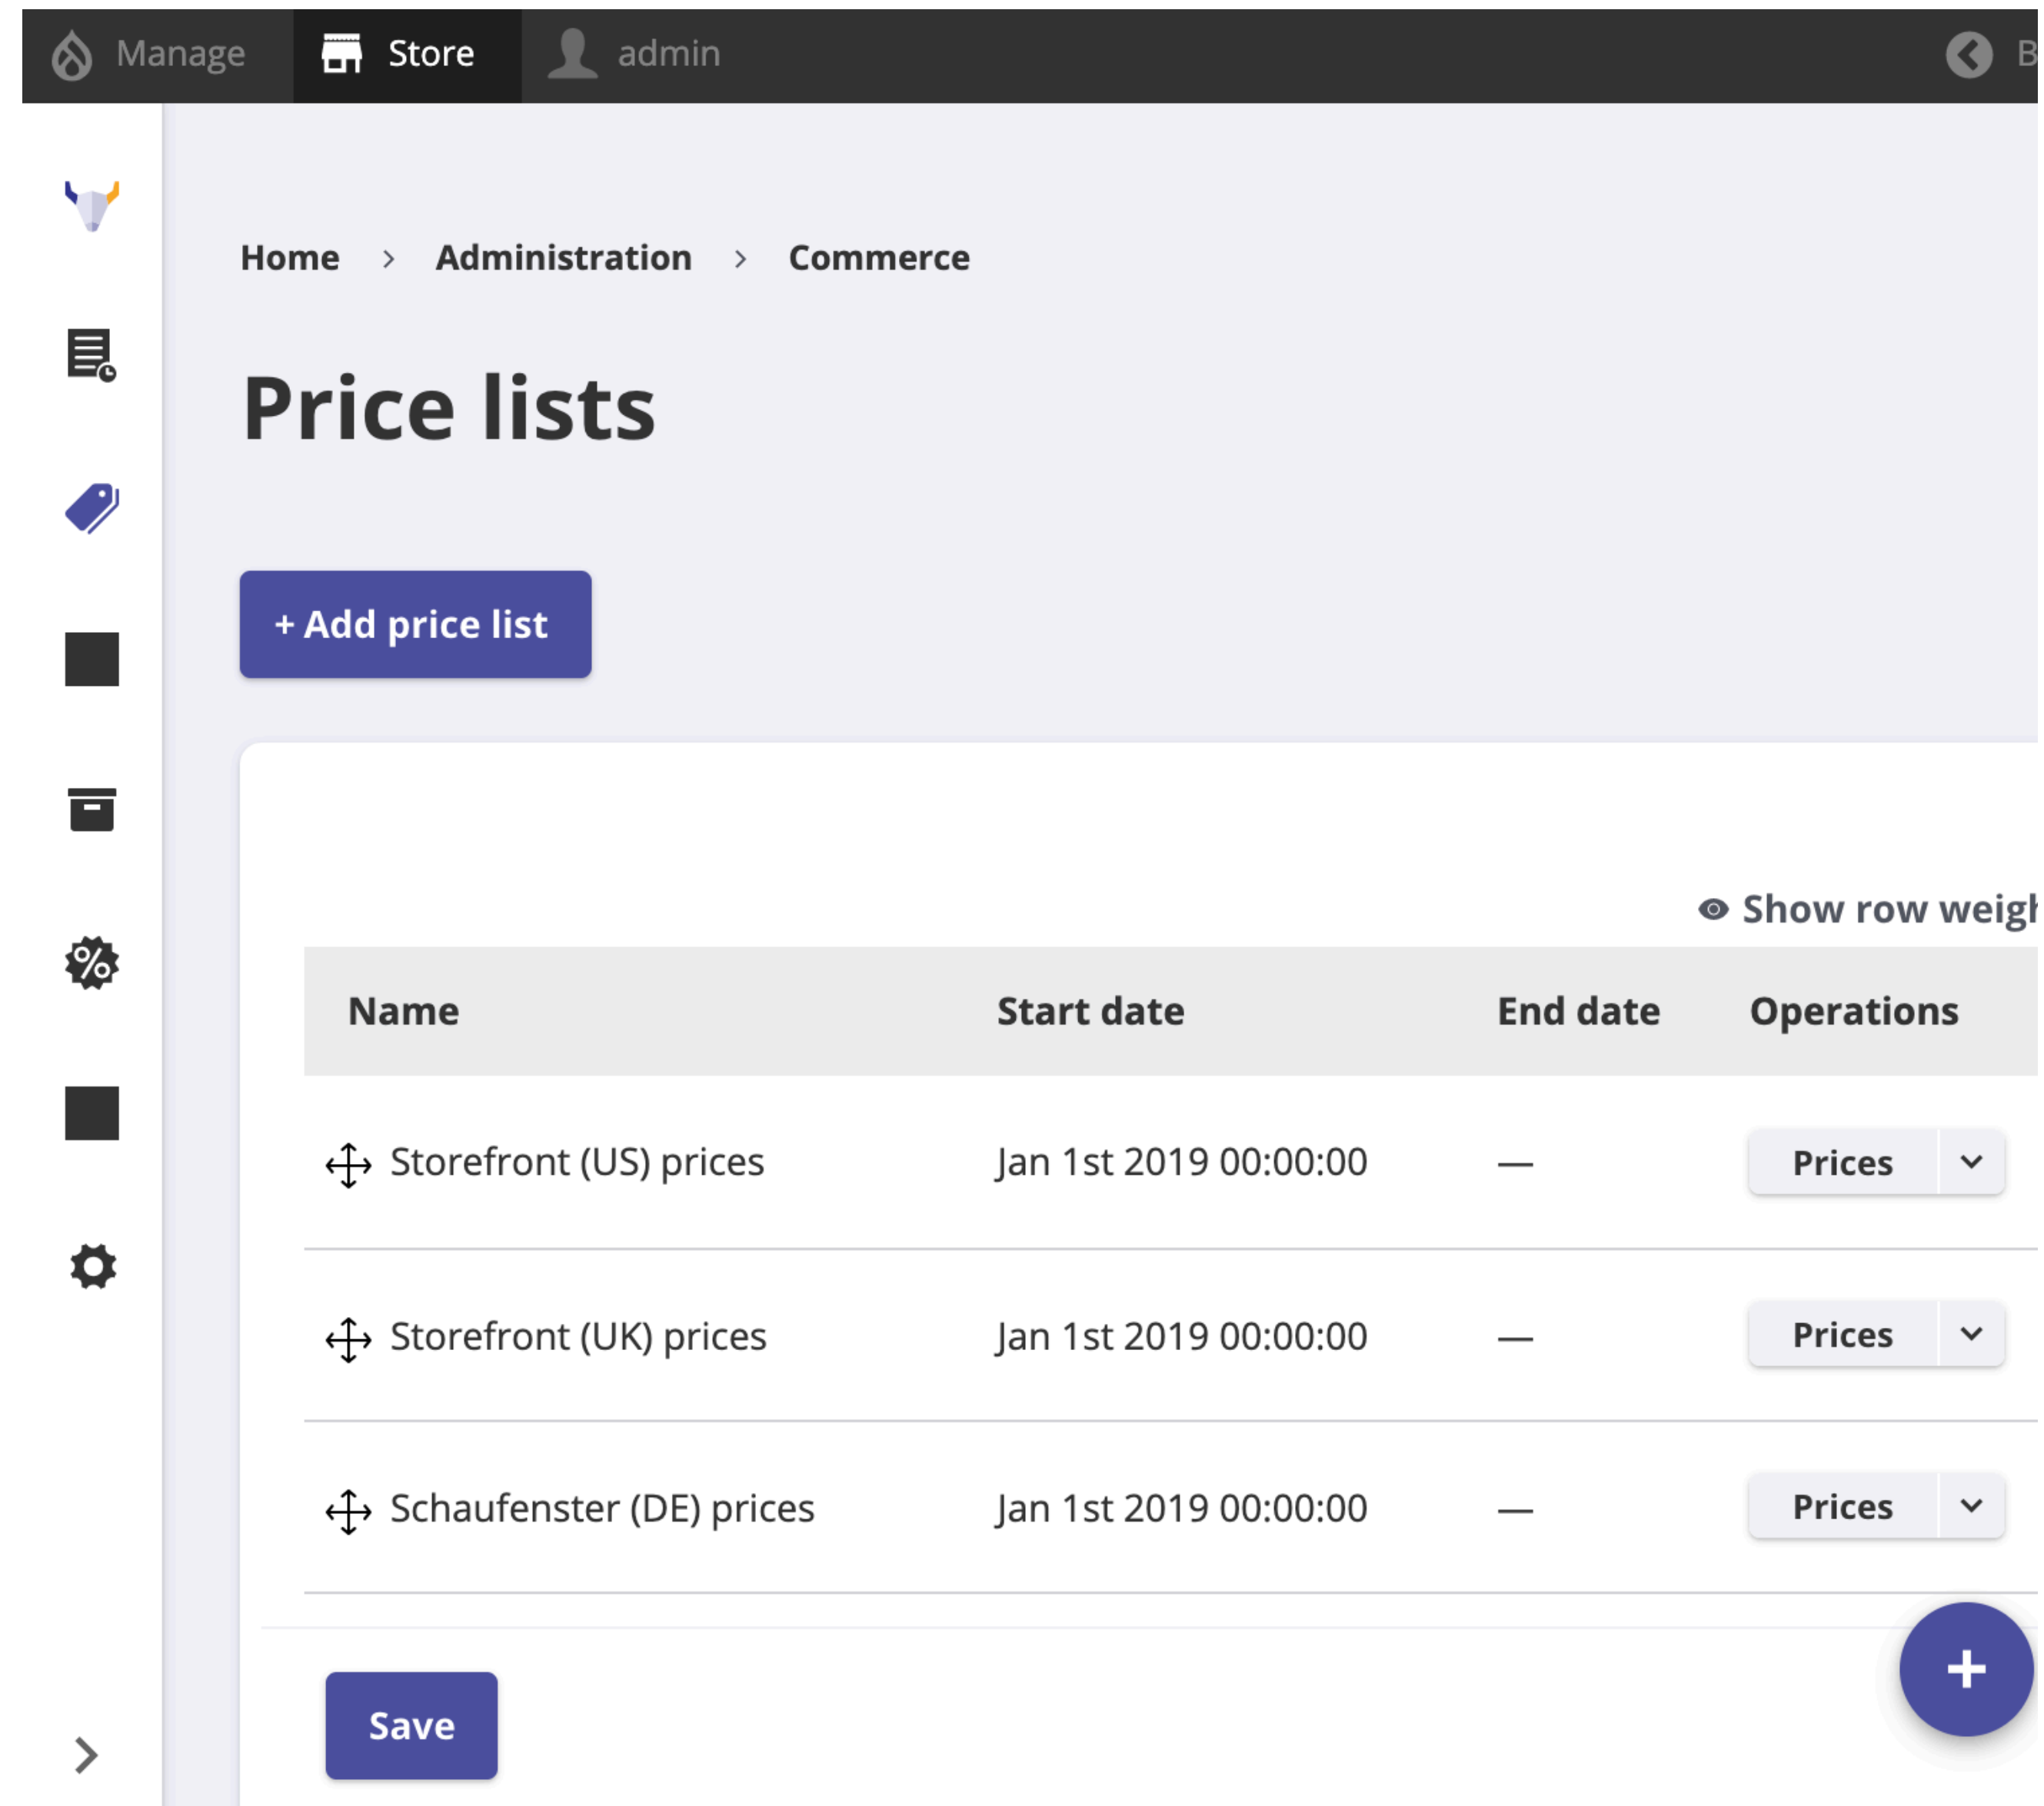 Manage Store admin B
Home > Administration > Commerce
Price lists
+ Add price list
Show row weigh
Name Start date End date Operations
Storefront (US) prices Jan 1st 2019 00:00:00 — Prices
Storefront (UK) prices Jan 1st 2019 00:00:00 — Prices
Schaufenster (DE) prices Jan 1st 2019 00:00:00 — Prices
Save